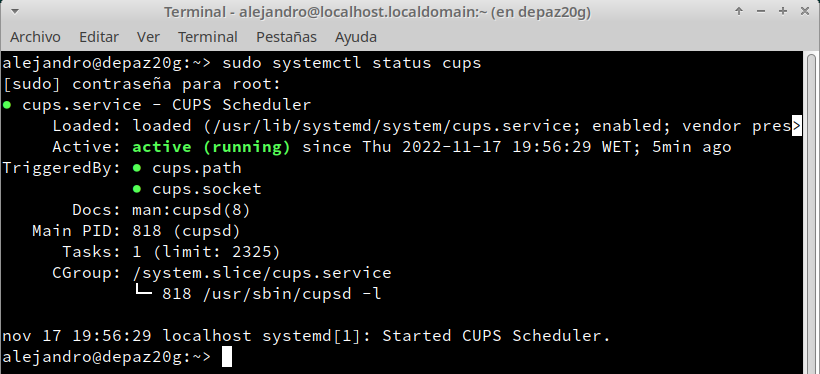 Terminal - alejandro@localhost.localdomain:~ (en depaz20g)
Archivo Editar Ver Terminal Pestañas Ayuda
alejandro@depaz20g:~> sudo systemctl status cups
[sudo] contraseña para root:
● cups.service - CUPS Scheduler
     Loaded: loaded (/usr/lib/systemd/system/cups.service; enabled; vendor pres>
     Active: active (running) since Thu 2022-11-17 19:56:29 WET; 5min ago
TriggeredBy: ● cups.path
             ● cups.socket
       Docs: man:cupsd(8)
   Main PID: 818 (cupsd)
      Tasks: 1 (limit: 2325)
     CGroup: /system.slice/cups.service
             └─ 818 /usr/sbin/cupsd -l
nov 17 19:56:29 localhost systemd[1]: Started CUPS Scheduler.
alejandro@depaz20g:~>